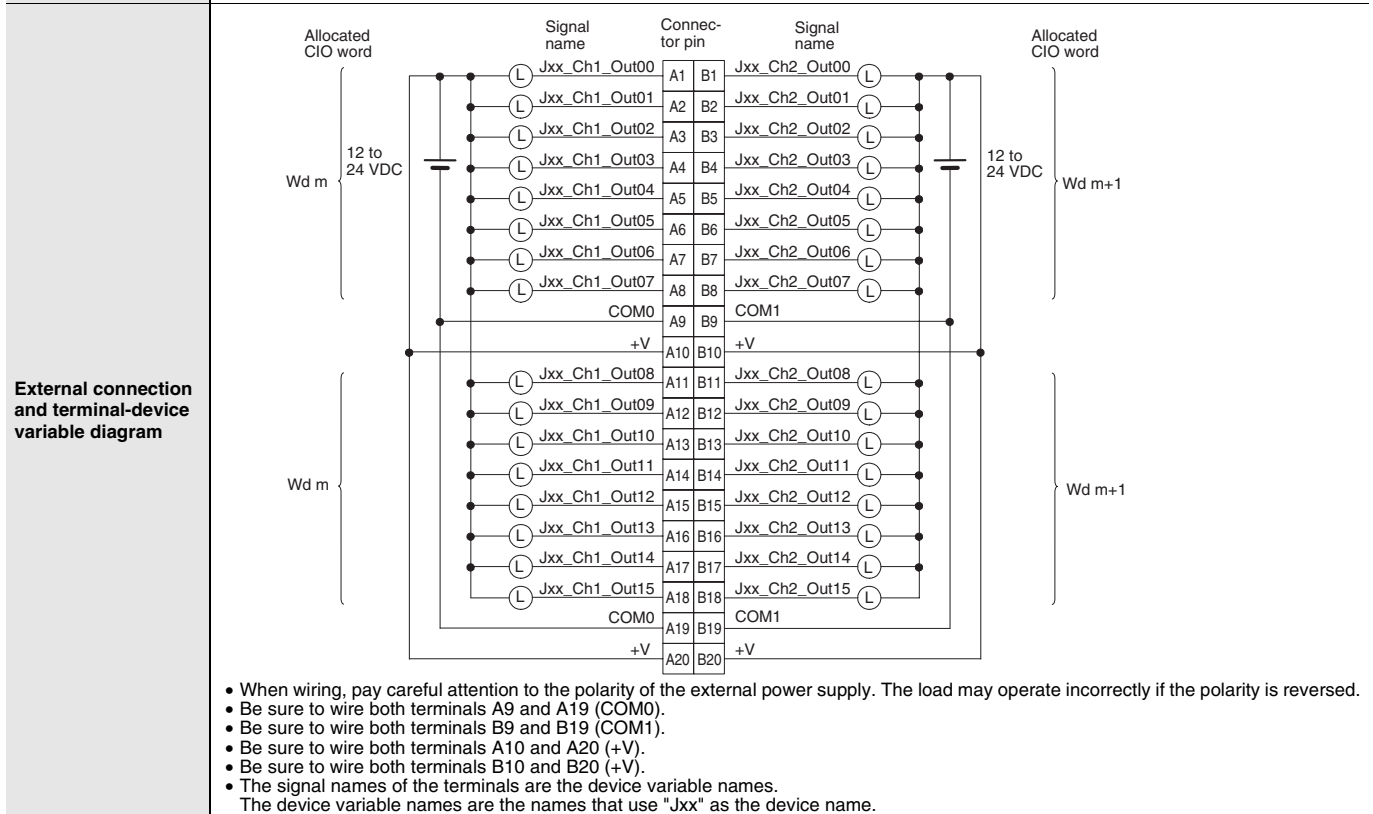 External connection
and terminal-device
variable diagram
Allocated
CIO word
Signal
name
Connec-
tor pin
Signal
name
Allocated
CIO word
L Jxx_Ch1_Out00 A1 B1 Jxx_Ch2_Out00 L
L Jxx_Ch1_Out01 A2 B2 Jxx_Ch2_Out01 L
L Jxx_Ch1_Out02 A3 B3 Jxx_Ch2_Out02 L
12 to
24 VDC
L Jxx_Ch1_Out03 A4 B4 Jxx_Ch2_Out03 L
12 to
24 VDC
Wd m
Wd m+1
L Jxx_Ch1_Out04 A5 B5 Jxx_Ch2_Out04 L
L Jxx_Ch1_Out05 A6 B6 Jxx_Ch2_Out05 L
L Jxx_Ch1_Out06 A7 B7 Jxx_Ch2_Out06 L
L Jxx_Ch1_Out07 A8 B8 Jxx_Ch2_Out07 L
COM0 A9 B9 COM1
+V A10 B10 +V
L Jxx_Ch1_Out08 A11 B11 Jxx_Ch2_Out08 L
L Jxx_Ch1_Out09 A12 B12 Jxx_Ch2_Out09 L
L Jxx_Ch1_Out10 A13 B13 Jxx_Ch2_Out10 L
L Jxx_Ch1_Out11 A14 B14 Jxx_Ch2_Out11 L
Wd m
Wd m+1
L Jxx_Ch1_Out12 A15 B15 Jxx_Ch2_Out12 L
L Jxx_Ch1_Out13 A16 B16 Jxx_Ch2_Out13 L
L Jxx_Ch1_Out14 A17 B17 Jxx_Ch2_Out14 L
L Jxx_Ch1_Out15 A18 B18 Jxx_Ch2_Out15 L
COM0 A19 B19 COM1
+V A20 B20 +V
• When wiring, pay careful attention to the polarity of the external power supply. The load may operate incorrectly if the polarity is reversed.
• Be sure to wire both terminals A9 and A19 (COM0).
• Be sure to wire both terminals B9 and B19 (COM1).
• Be sure to wire both terminals A10 and A20 (+V).
• Be sure to wire both terminals B10 and B20 (+V).
• The signal names of the terminals are the device variable names.
The device variable names are the names that use "Jxx" as the device name.